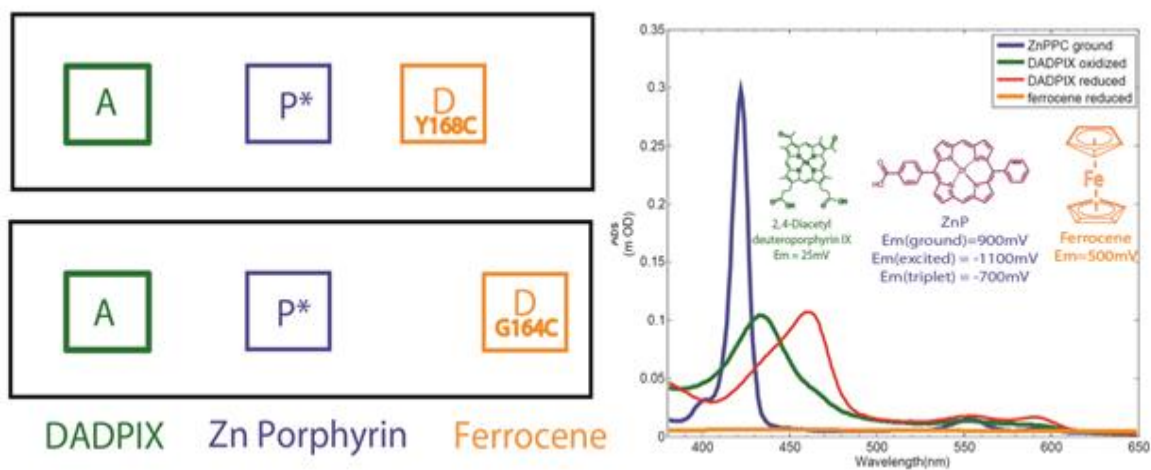 A
P*
D
Y168C
A
P*
D
G164C
DADPIX
Zn Porphyrin
Ferrocene
0.35
0.3
0.25
0.2
0.15
0.1
0.05
0
(m OD)
400
450
500
550
600
650
Wavelength(nm)
ZnPPC ground
DADPIX oxidized
DADPIX reduced
ferrocene reduced
2,4-Diacetyl
deuteroporphyrin IX
Em = 25mV
HO
ZnP
Em(ground)=900mV
Em(excited) = -1100mV
Em(triplet) = -700mV
Fe
Ferrocene
Em=500mV